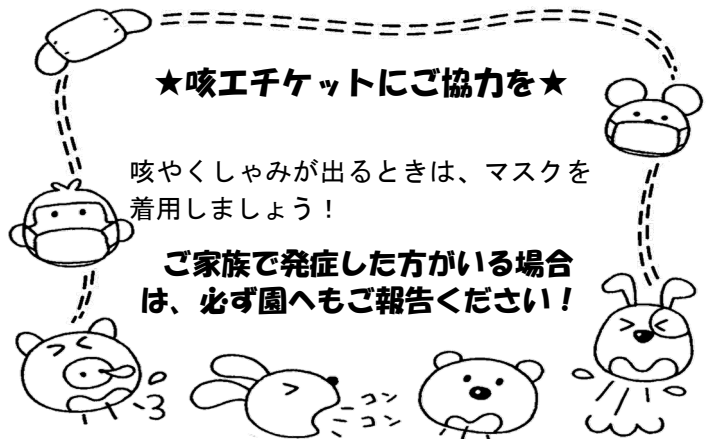 ★咳エチケットにご協力を★
咳やくしゃみが出るときは、マスクを
着用しましょう！
ご家族で発症した方がいる場合
は、必ず園へもご報告ください！
コン
コン